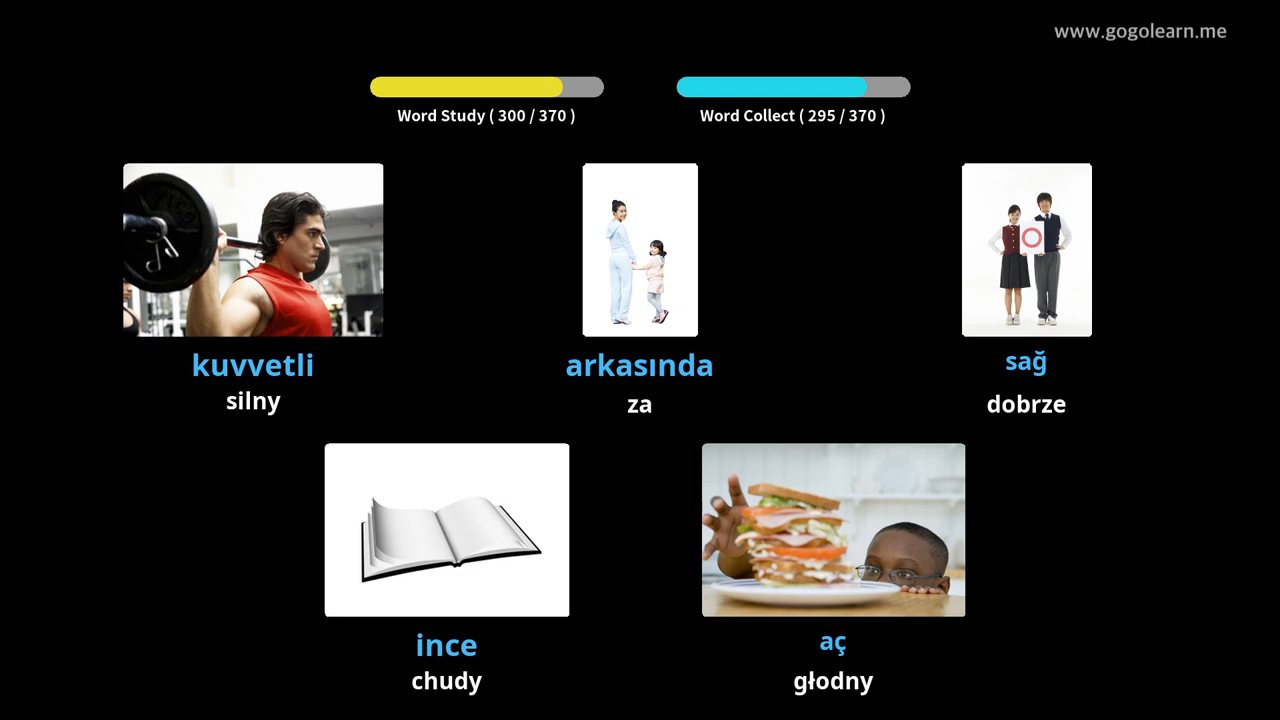 www.gogolearn.me
Word Study ( 300 / 370 )
Word Collect ( 295 / 370 )
kuvvetli
silny
arkasında
za
sağ
dobrze
ince
chudy
aç
głodny